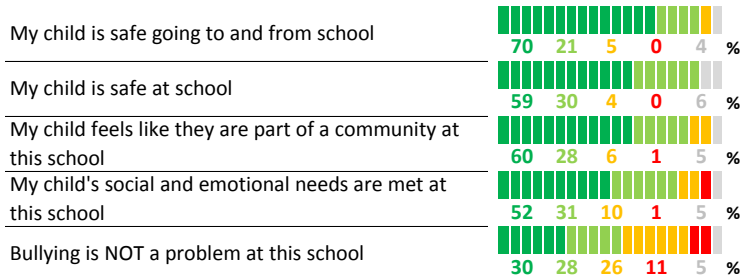 My child is safe going to and from school
70 21 5 0 4 %
My child is safe at school
59 30 4 0 6 %
My child feels like they are part of a community at
this school
60 28 6 1 5 %
My child's social and emotional needs are met at
this school
52 31 10 1 5 %
Bullying is NOT a problem at this school
30 28 26 11 5 %